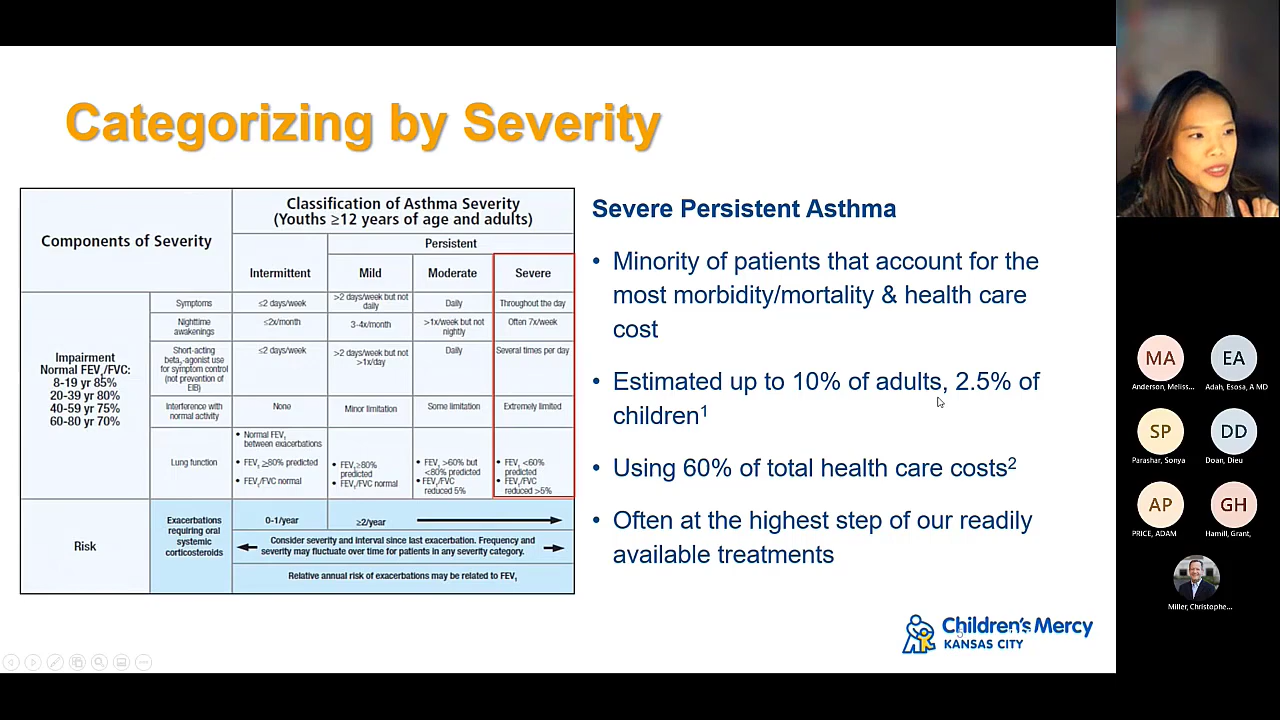 Categorizing by Severity
Components of Severity
Classification of Asthma Severity
(Youths ≥12 years of age and adults)
Persistent
Intermittent
Mild
Moderate
Severe
Impairment
Normal FEV₁/FVC:
8-19 yr 85%
20-39 yr 80%
40-59 yr 75%
60-80 yr 70%
Symptoms
≤2 days/week
>2 days/week but not
daily
Daily
Throughout the day
Nighttime
awakenings
≤2x/month
3-4x/month
>1x/week but not
nightly
Often 7x/week
Short-acting
beta₂-agonist use
for symptom control
(not prevention of
EIB)
≤2 days/week
>2 days/week but not
>1x/day
Daily
Several times per day
Interference with
normal activity
None
Minor limitation
Some limitation
Extremely limited
Lung function
• Normal FEV₁
between exacerbations
• FEV₁ ≥80% predicted
• FEV₁/FVC normal
• FEV₁≥80%
predicted
• FEV₁/FVC normal
• FEV₁ >60% but
<80% predicted
• FEV₁/FVC
reduced 5%
• FEV₁ <60%
predicted
• FEV₁/FVC
reduced >5%
Risk
Exacerbations
requiring oral
systemic
corticosteroids
0-1/year
≥2/year
Consider severity and interval since last exacerbation. Frequency and
severity may fluctuate over time for patients in any severity category.
Relative annual risk of exacerbations may be related to FEV₁
Severe Persistent Asthma
• Minority of patients that account for the
most morbidity/mortality & health care
cost
• Estimated up to 10% of adults, 2.5% of
children¹
• Using 60% of total health care costs²
• Often at the highest step of our readily
available treatments
Children's Mercy
KANSAS CITY
MA
Anderson, Meliss...
EA
Adah, Esosa, A MD
SP
Parashar, Sonya
DD
Doan, Dieu
AP
PRICE, ADAM
GH
Hamill, Grant,
Miller, Christophe...